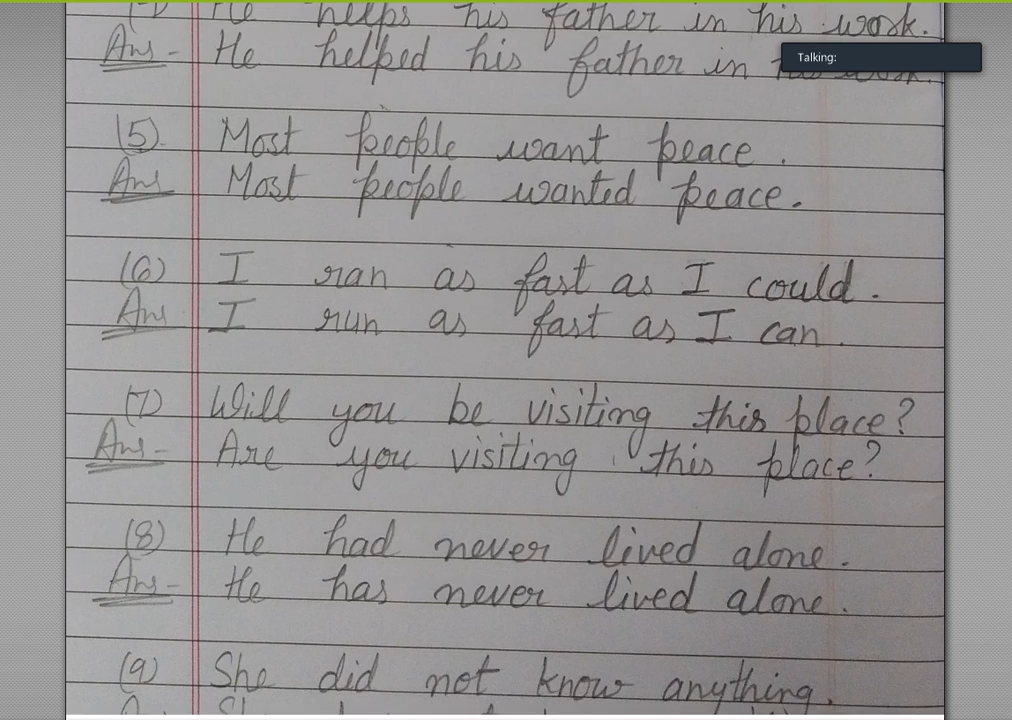 He helps his father in his work.
Ans- He helped his father in
Talking:
(5). Most people want peace.
Ans Most people wanted peace.
(6) I ran as fast as I could.
Ans I run as fast as I can.
(7) Will you be visiting this place?
Ans- Are you visiting this place?
(8) He had never lived alone.
Ans- He has never lived alone.
(9) She did not know anything.